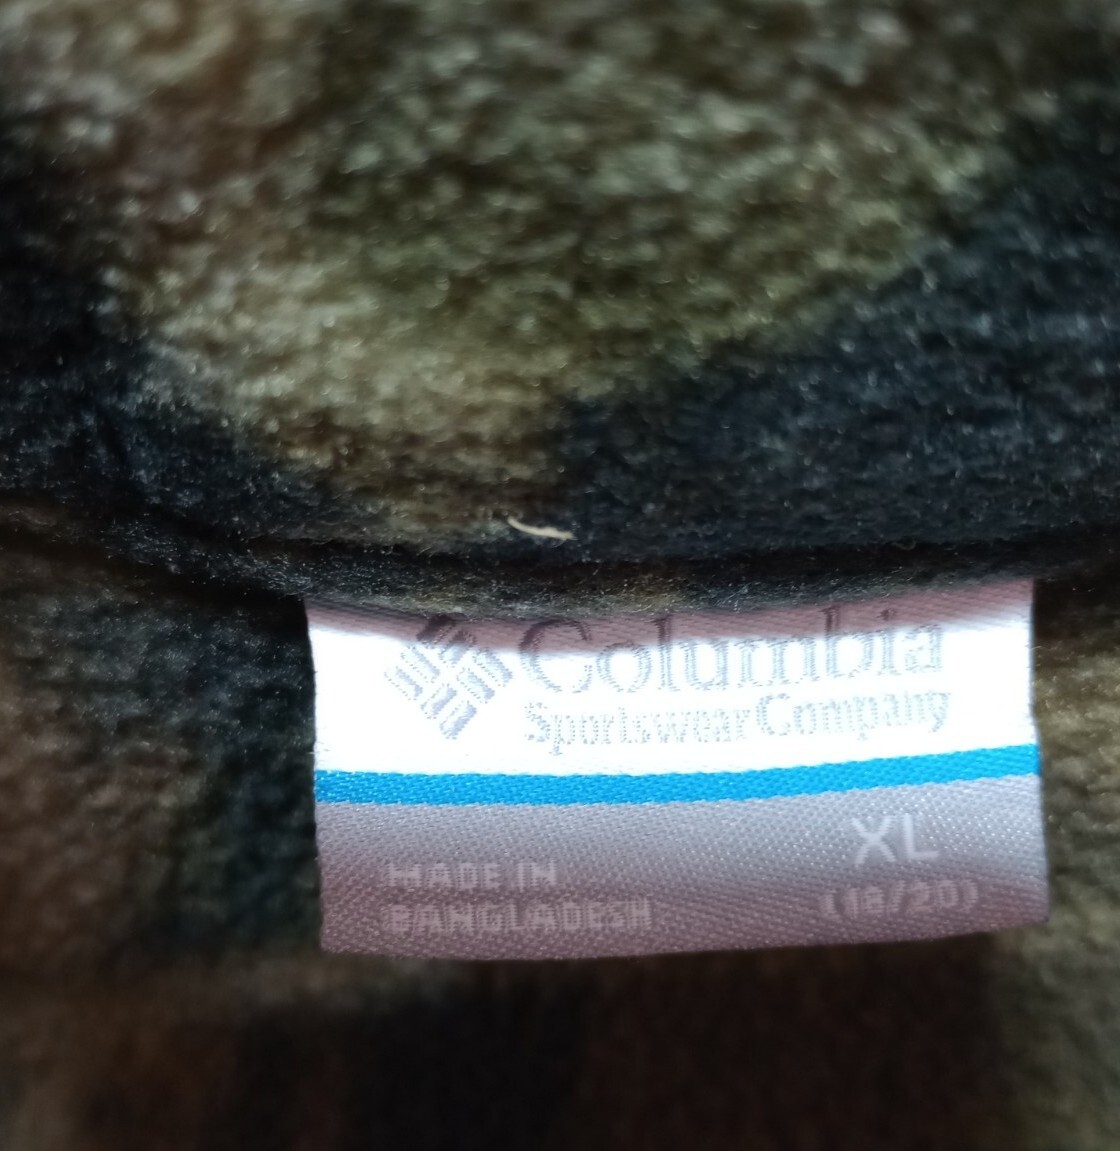 Columbia
Sportswear Company
XL
(18/20)
MADE IN
BANGLADESH